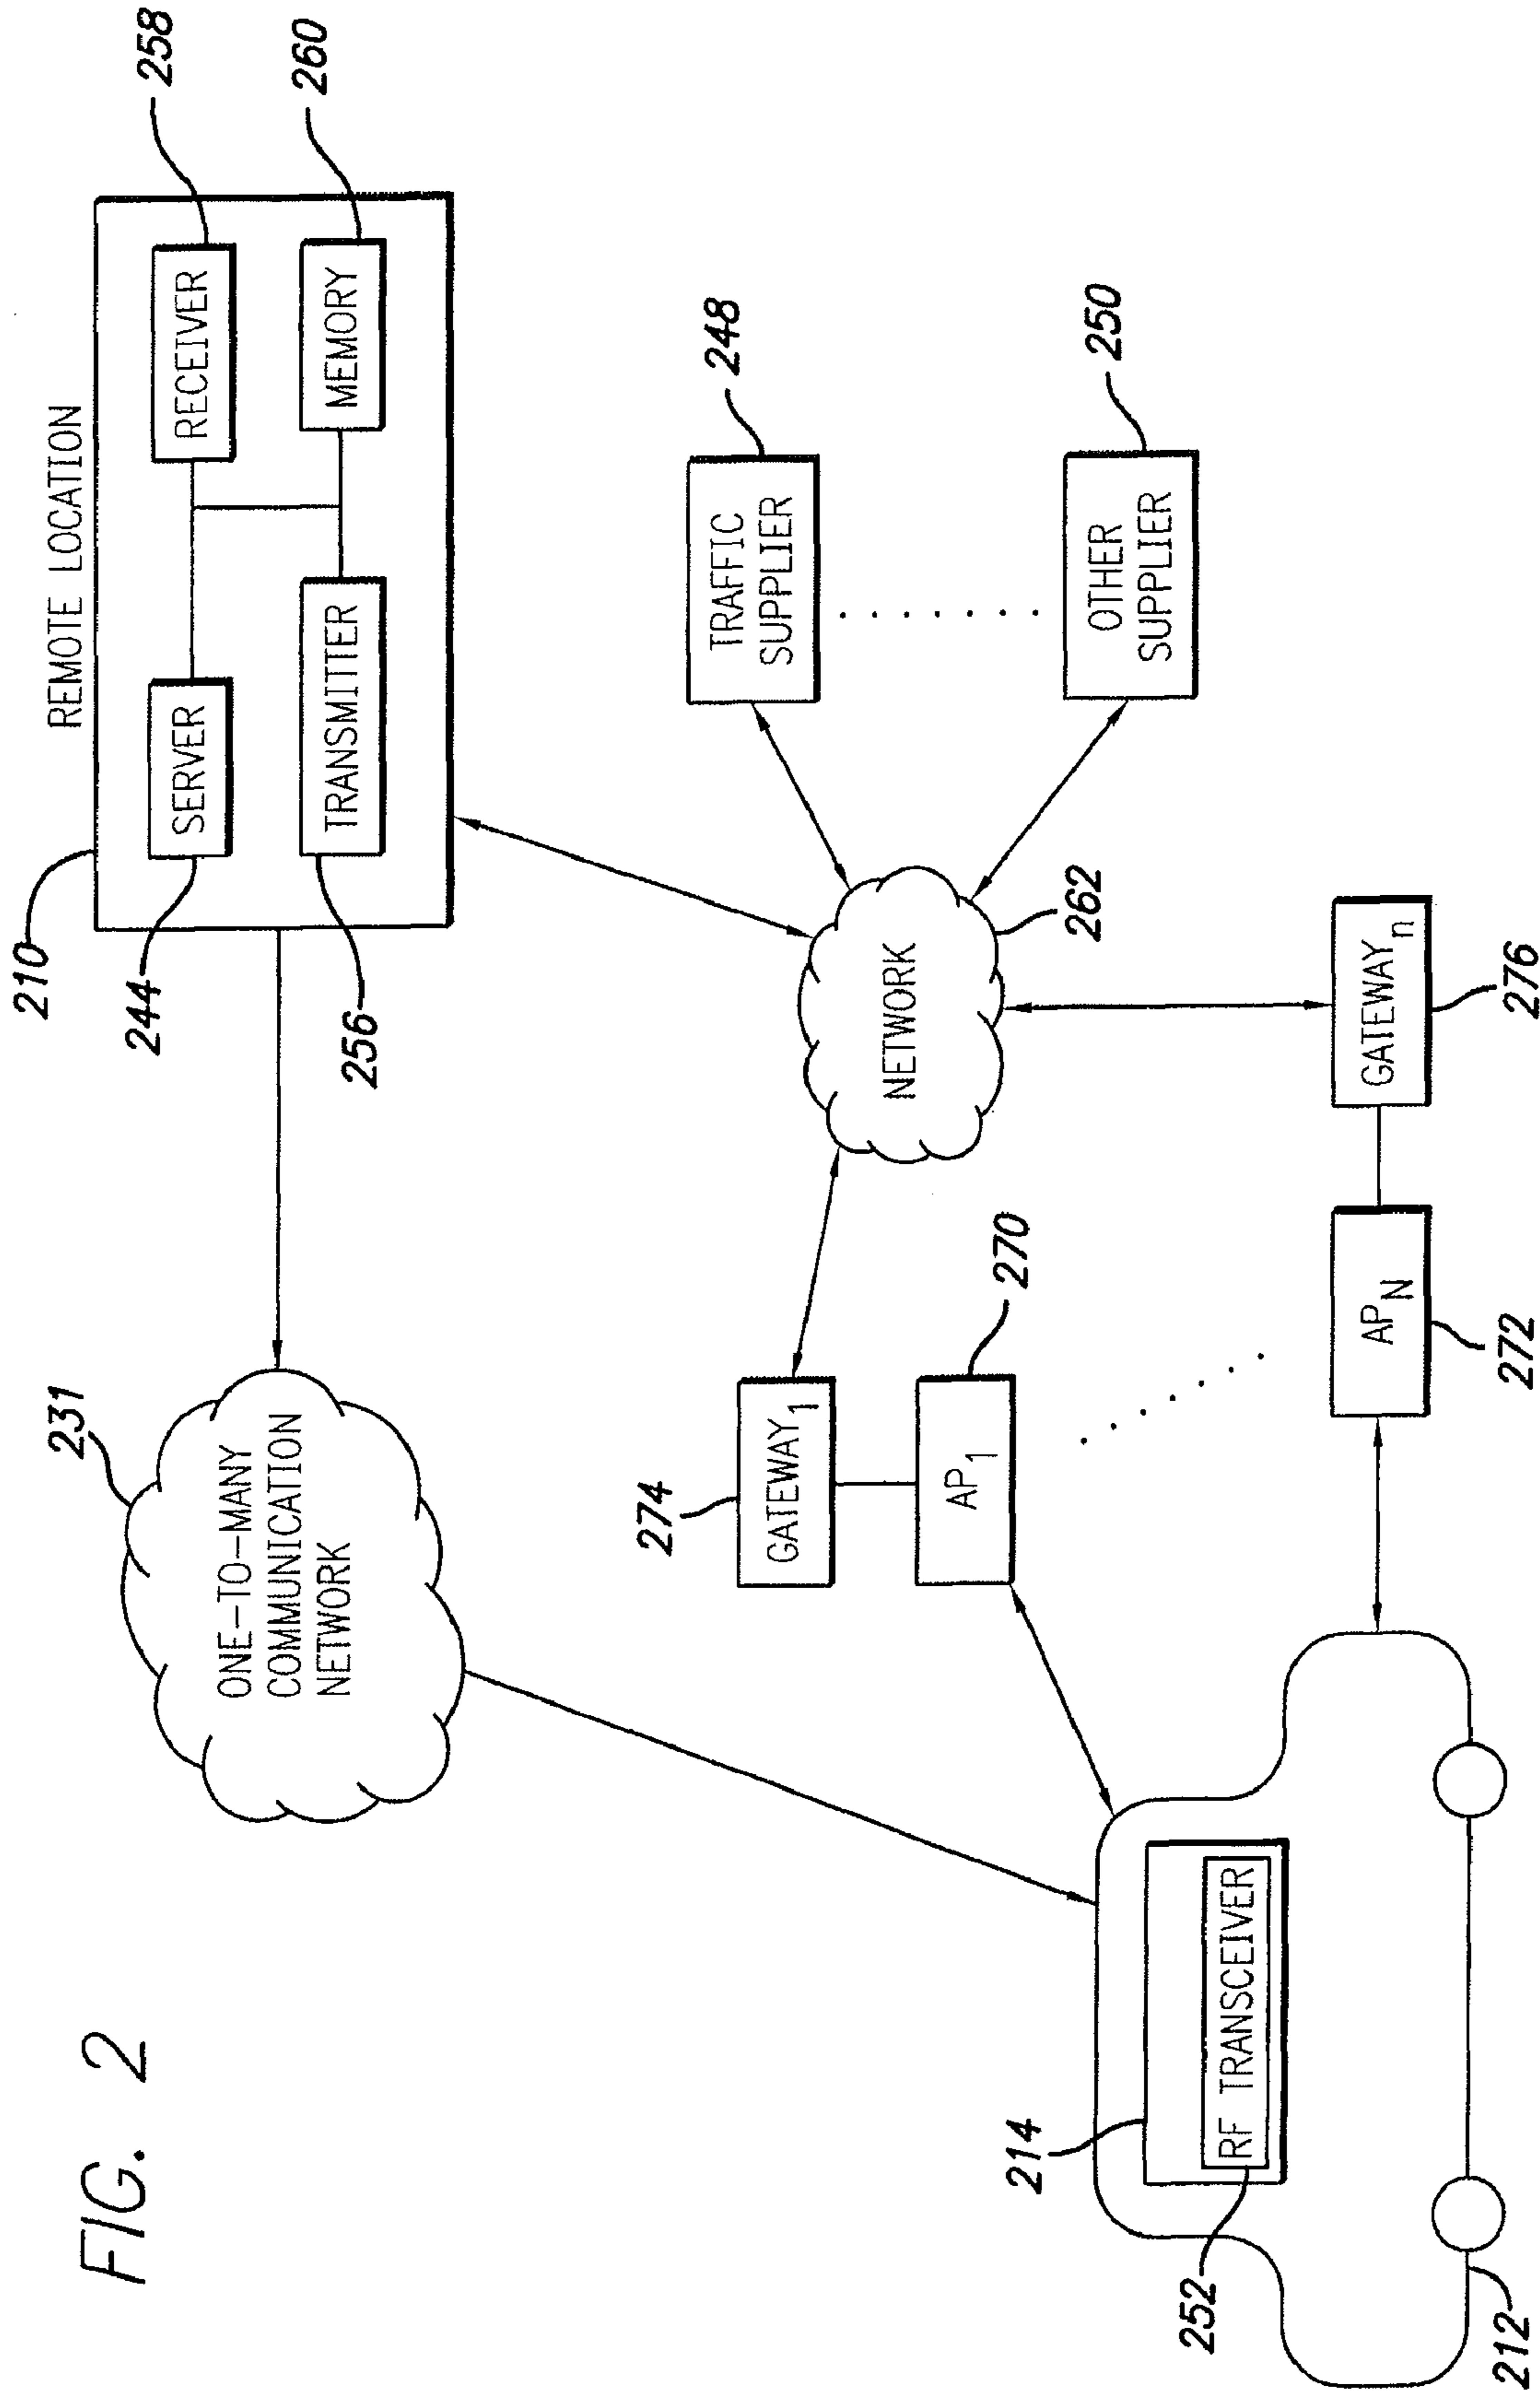 FIG. 2
REMOTE LOCATION
210
SERVER
244
RECEIVER
258
TRANSMITTER
256
MEMORY
260
231
ONE-TO-MANY
COMMUNICATION
NETWORK
TRAFFIC
SUPPLIER
248
OTHER
SUPPLIER
250
NETWORK
262
274
GATEWAY1
AP1
270
GATEWAYn
276
APN
272
214
RF TRANSCEIVER
252
212